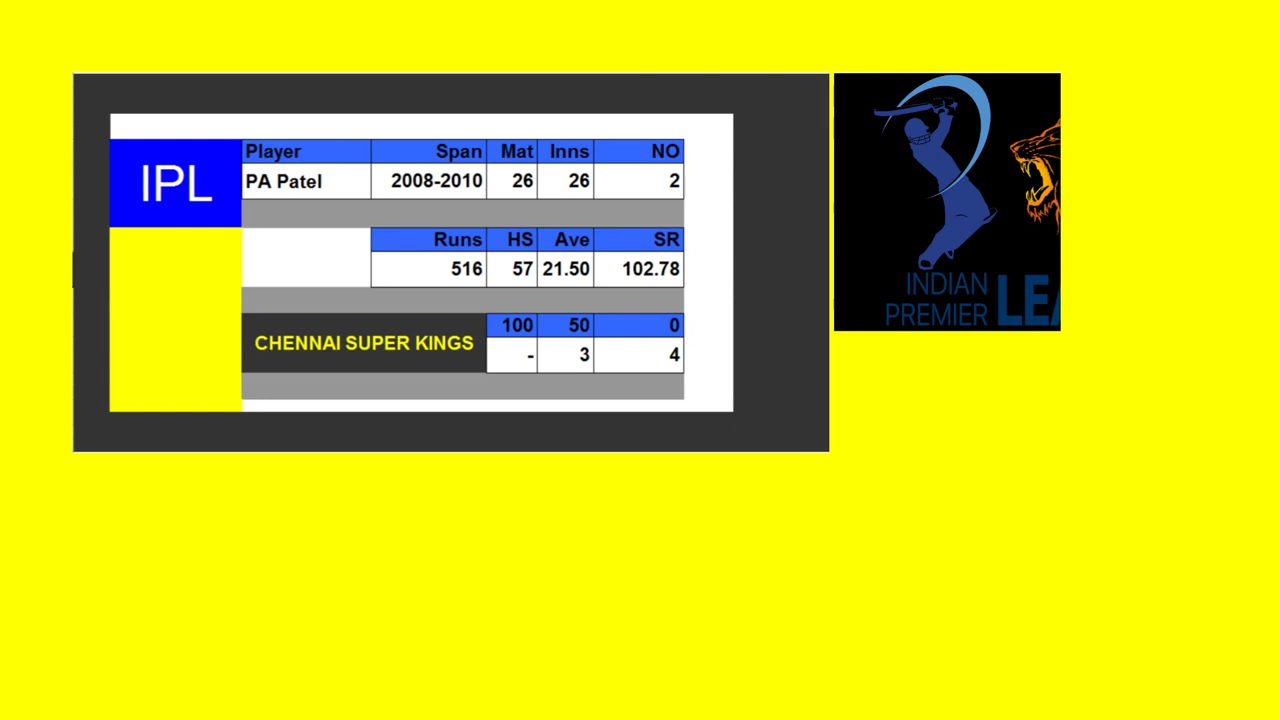 IPL
Player Span Mat Inns NO
PA Patel 2008-2010 26 26 2
Runs HS Ave SR
516 57 21.50 102.78
CHENNAI SUPER KINGS
100 50 0
- 3 4
INDIAN
PREMIER LEA